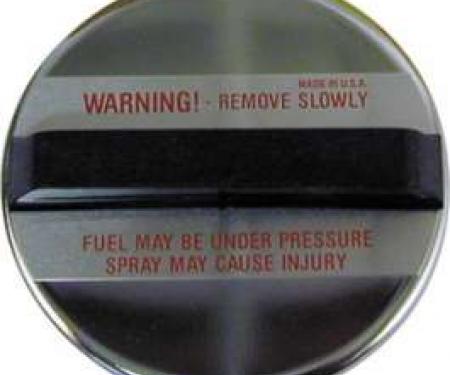 MADE IN U.S.A.
WARNING! - REMOVE SLOWLY
FUEL MAY BE UNDER PRESSURE
SPRAY MAY CAUSE INJURY